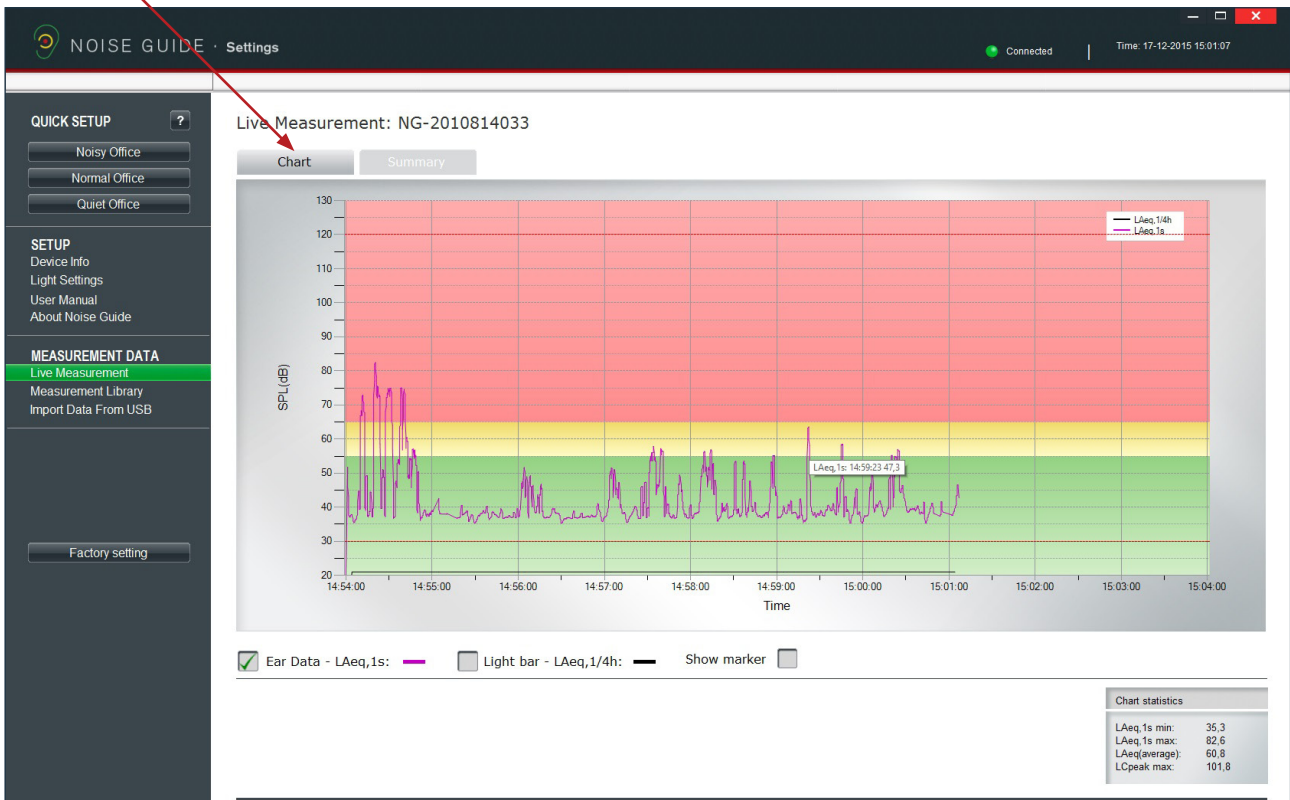 NOISE GUIDE · Settings
Connected
Time: 17-12-2015 15:01:07
QUICK SETUP ?
Noisy Office
Normal Office
Quiet Office
SETUP
Device Info
Light Settings
User Manual
About Noise Guide
MEASUREMENT DATA
Live Measurement
Measurement Library
Import Data From USB
Factory setting
Live Measurement: NG-2010814033
Chart Summary
SPL(dB)
130
120
110
100
90
80
70
60
50
40
30
20
LAeq,1/4h
LAeq,1s
LAeq,1s: 14:59:23 47,3
14:54:00 14:55:00 14:56:00 14:57:00 14:58:00 14:59:00 15:00:00 15:01:00 15:02:00 15:03:00 15:04:00
Time
Ear Data - LAeq,1s: Light bar - LAeq,1/4h: Show marker
Chart statistics
LAeq,1s min: 35,3
LAeq,1s max: 82,6
LAeq(average): 60,8
LCpeak max: 101,8